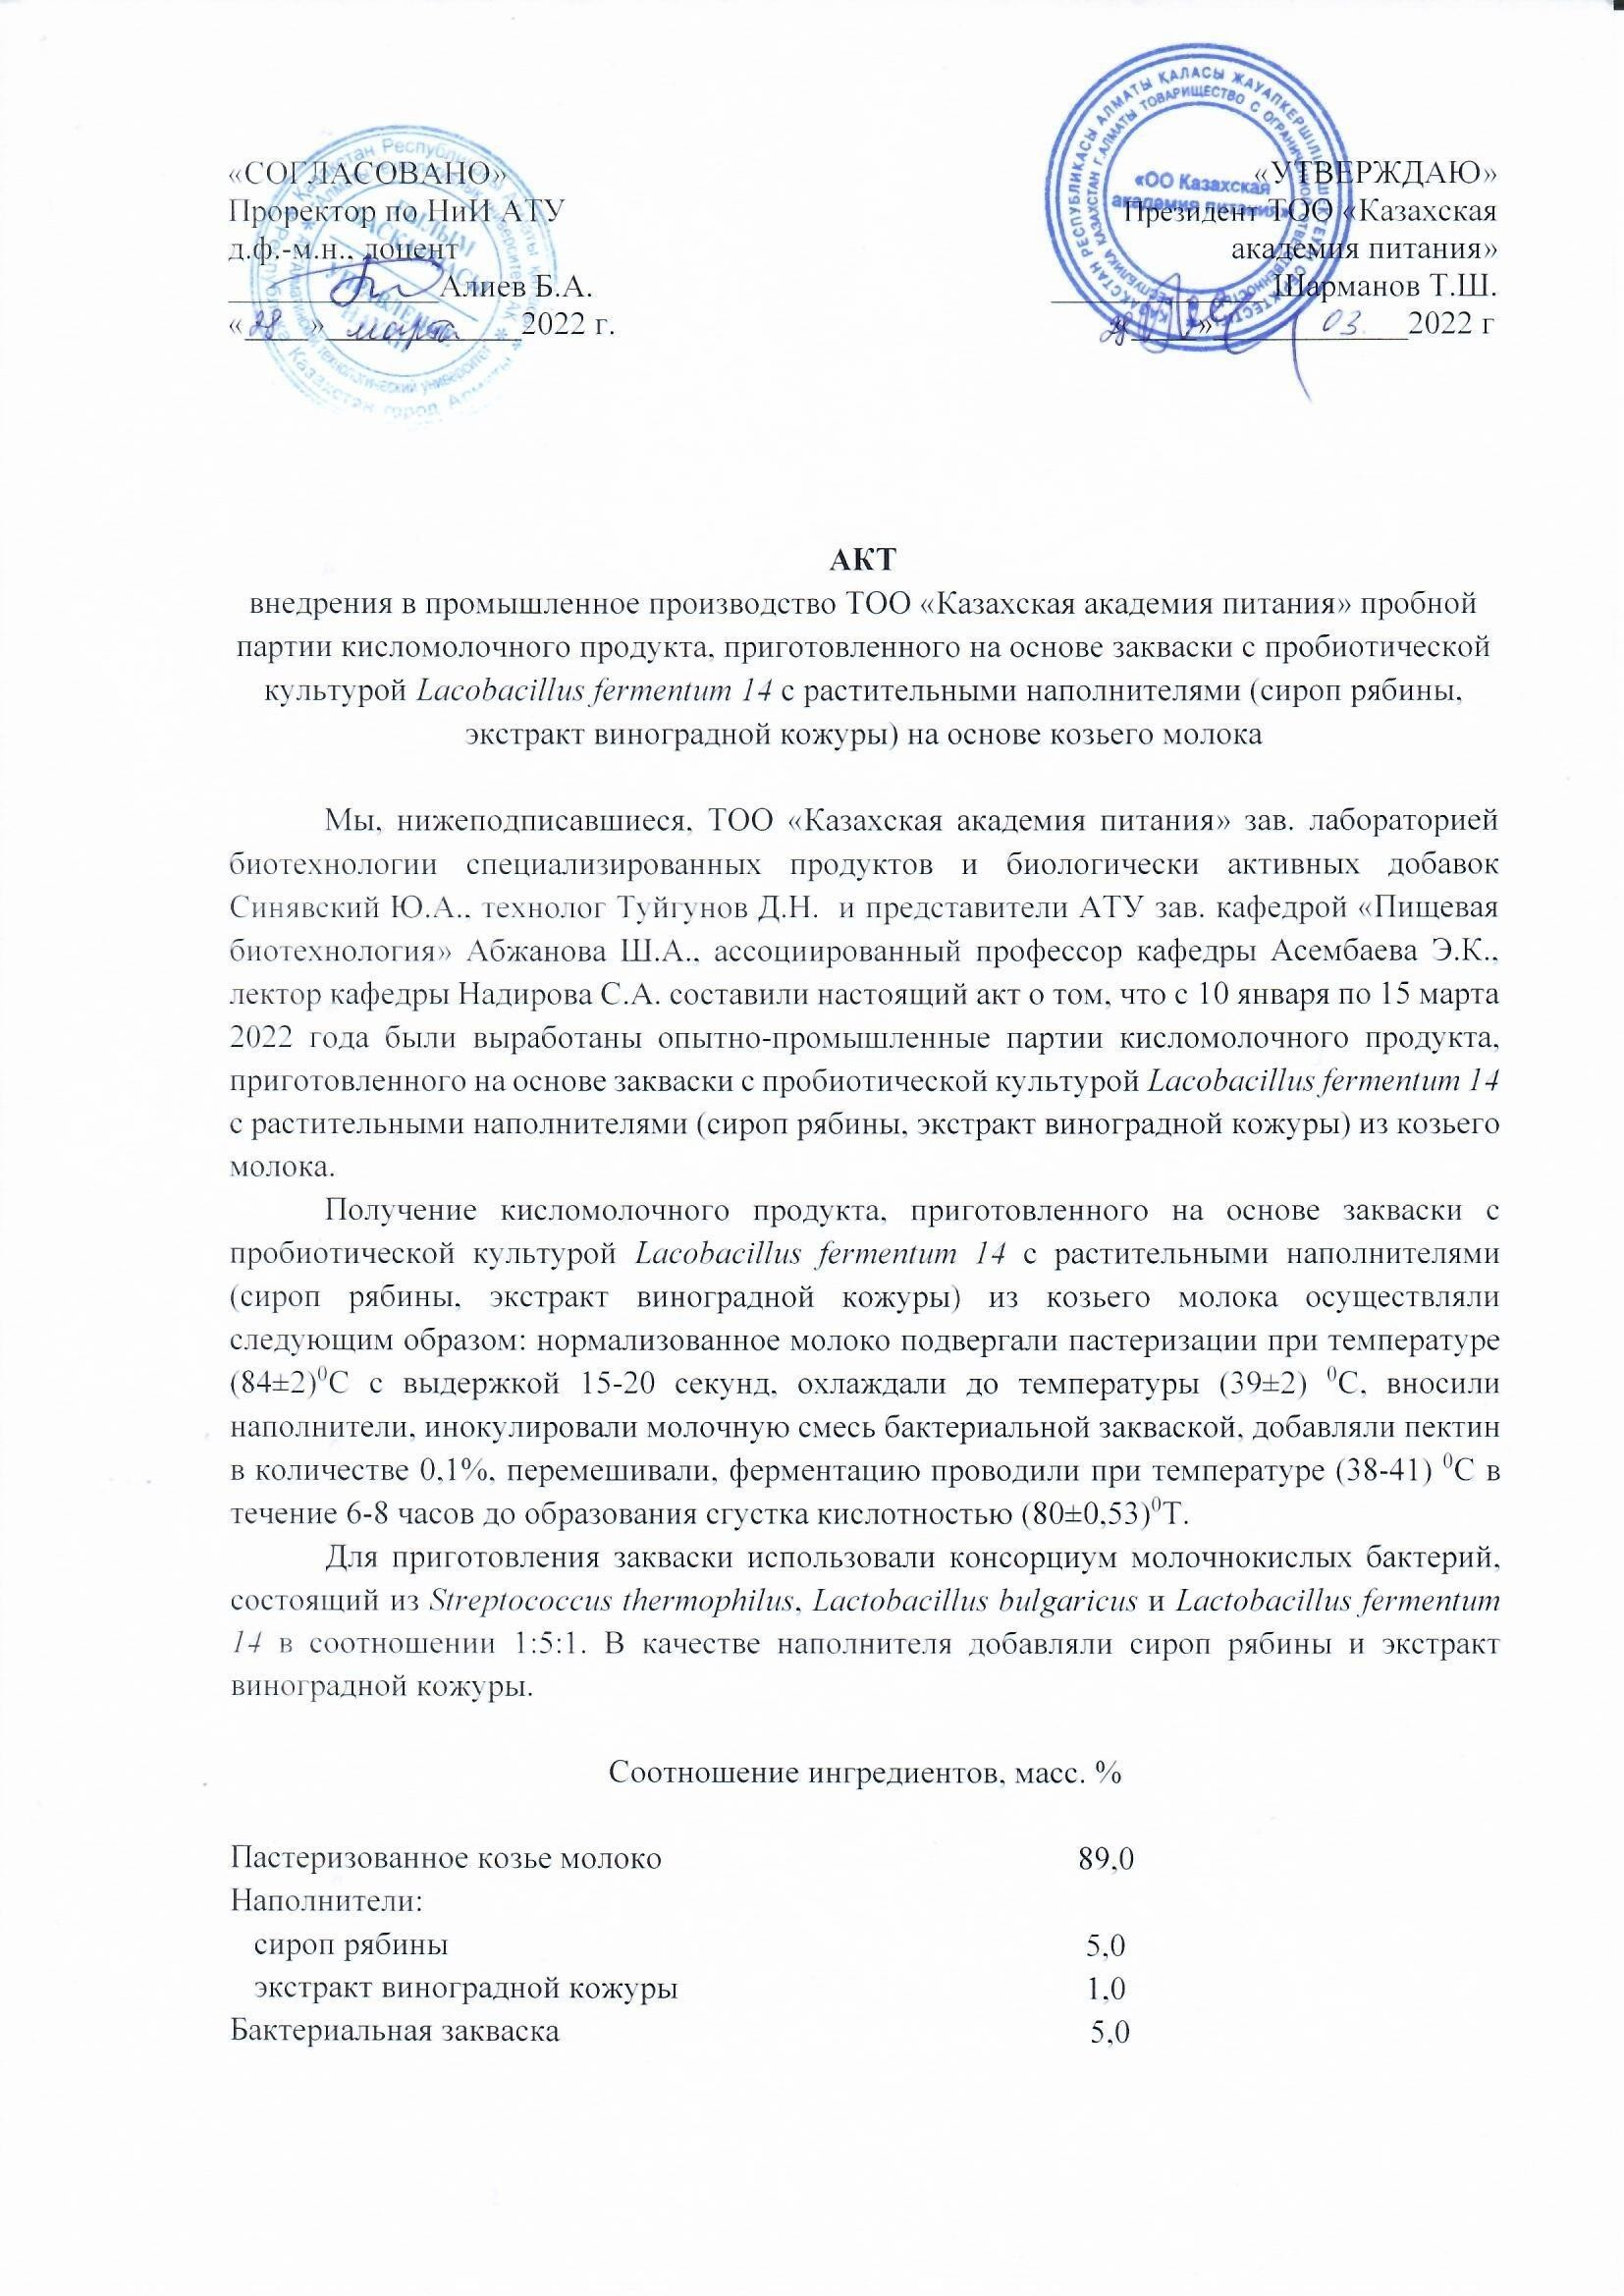 «СОГЛАСОВАНО»
Проректор по НиИ АТУ
д.ф.-м.н., доцент
_____________Алиев Б.А.
«28» марта 2022 г.
«УТВЕРЖДАЮ»
Президент ТОО «Казахская
академия питания»
_____________ Шарманов Т.Ш.
«28» 03. 2022 г
«ОО Казахская
академия питания»
АКТ
внедрения в промышленное производство ТОО «Казахская академия питания» пробной
партии кисломолочного продукта, приготовленного на основе закваски с пробиотической
культурой Lacobacillus fermentum 14 с растительными наполнителями (сироп рябины,
экстракт виноградной кожуры) на основе козьего молока
Мы, нижеподписавшиеся, ТОО «Казахская академия питания» зав. лабораторией
биотехнологии специализированных продуктов и биологически активных добавок
Синявский Ю.А., технолог Туйгунов Д.Н. и представители АТУ зав. кафедрой «Пищевая
биотехнология» Абжанова Ш.А., ассоциированный профессор кафедры Асембаева Э.К.,
лектор кафедры Надирова С.А. составили настоящий акт о том, что с 10 января по 15 марта
2022 года были выработаны опытно-промышленные партии кисломолочного продукта,
приготовленного на основе закваски с пробиотической культурой Lacobacillus fermentum 14
с растительными наполнителями (сироп рябины, экстракт виноградной кожуры) из козьего
молока.
Получение кисломолочного продукта, приготовленного на основе закваски с
пробиотической культурой Lacobacillus fermentum 14 с растительными наполнителями
(сироп рябины, экстракт виноградной кожуры) из козьего молока осуществляли
следующим образом: нормализованное молоко подвергали пастеризации при температуре
(84±2)⁰С с выдержкой 15-20 секунд, охлаждали до температуры (39±2) ⁰С, вносили
наполнители, инокулировали молочную смесь бактериальной закваской, добавляли пектин
в количестве 0,1%, перемешивали, ферментацию проводили при температуре (38-41) ⁰С в
течение 6-8 часов до образования сгустка кислотностью (80±0,53)⁰Т.
Для приготовления закваски использовали консорциум молочнокислых бактерий,
состоящий из Streptococcus thermophilus, Lactobacillus bulgaricus и Lactobacillus fermentum
14 в соотношении 1:5:1. В качестве наполнителя добавляли сироп рябины и экстракт
виноградной кожуры.
Соотношение ингредиентов, масс. %
Пастеризованное козье молоко 89,0
Наполнители:
сироп рябины 5,0
экстракт виноградной кожуры 1,0
Бактериальная закваска 5,0